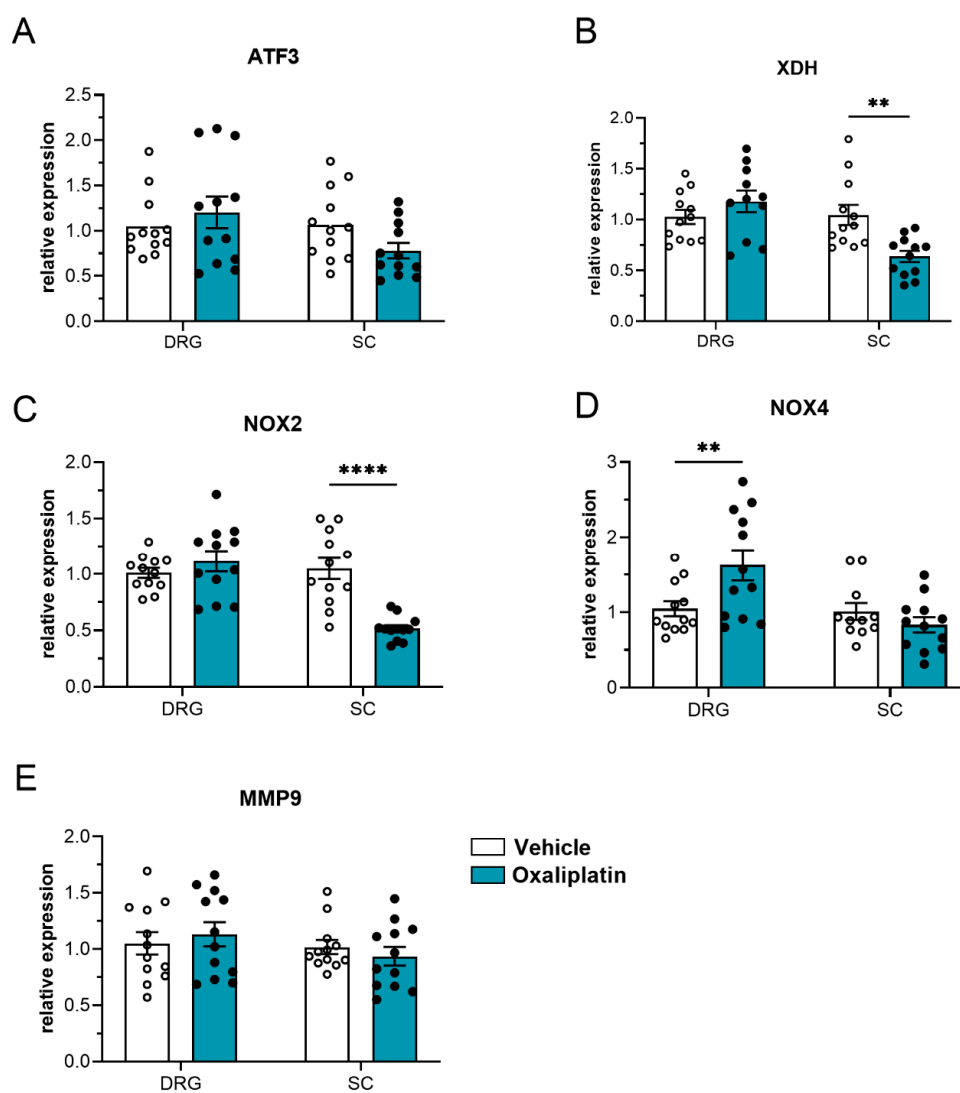 A
ATF3
relative expression
2.5
2.0
1.5
1.0
0.5
0.0
DRG
SC
B
XDH
**
relative expression
2.0
1.5
1.0
0.5
0.0
DRG
SC
C
NOX2
****
relative expression
2.0
1.5
1.0
0.5
0.0
DRG
SC
D
NOX4
**
relative expression
3
2
1
0
DRG
SC
E
MMP9
relative expression
2.0
1.5
1.0
0.5
0.0
DRG
SC
Vehicle
Oxaliplatin